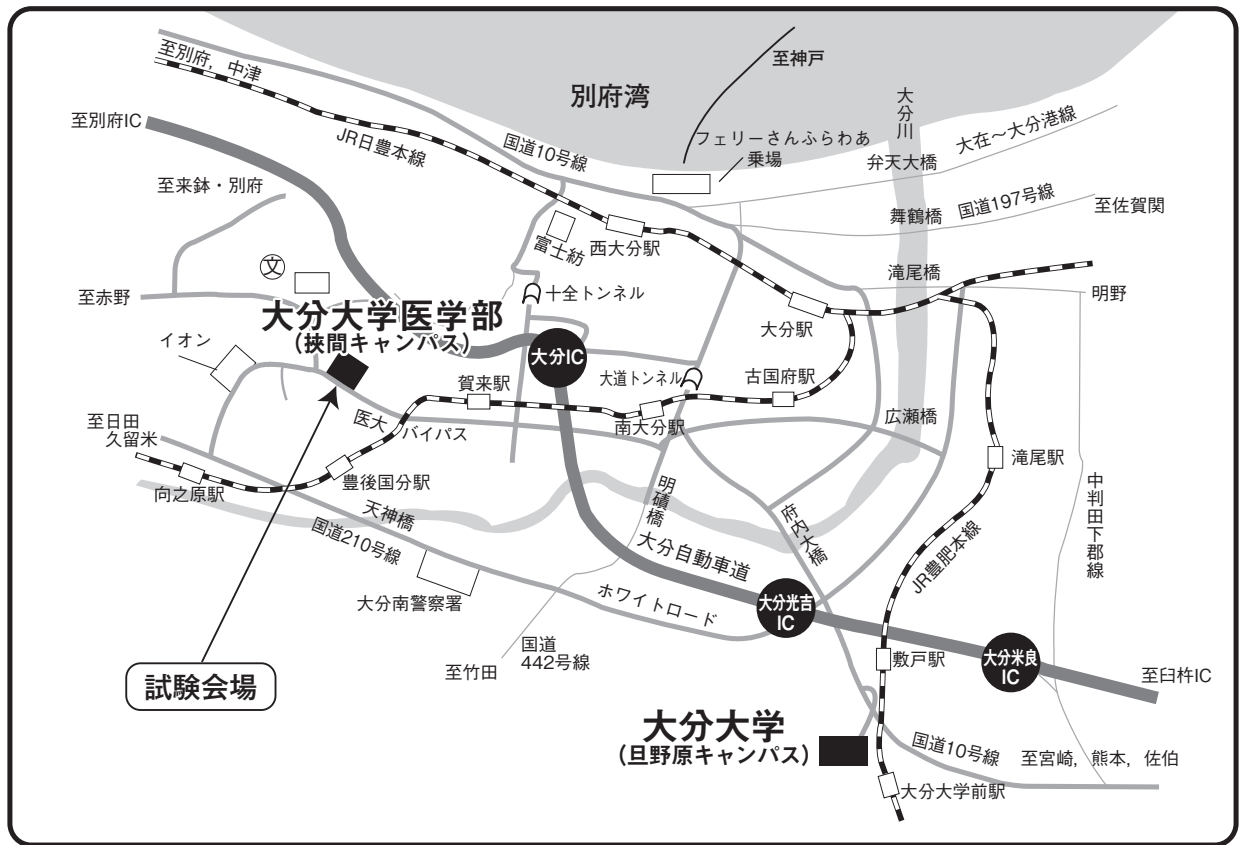 至別府，中津
至神戸
別府湾
大分川
至別府IC
JR日豊本線
国道10号線
フェリーさんふらわあ
乗場
弁天大橋
大在～大分港線
至来鉢・別府
舞鶴橋
国道197号線
至佐賀関
富士紡
西大分駅
文
滝尾橋
至赤野
十全トンネル
明野
大分大学医学部
（挾間キャンパス）
大分駅
イオン
大分IC
大道トンネル
古国府駅
賀来駅
至日田
久留米
医大 バイパス
南大分駅
広瀬橋
滝尾駅
向之原駅
豊後国分駅
天神橋
明磧橋
府内大橋
中判田下郡線
国道210号線
大分自動車道
JR豊肥本線
大分南警察署
ホワイトロード
大分光吉
IC
国道
442号線
至竹田
敷戸駅
大分米良
IC
至臼杵IC
試験会場
大分大学
（旦野原キャンパス）
国道10号線
至宮崎，熊本，佐伯
大分大学前駅